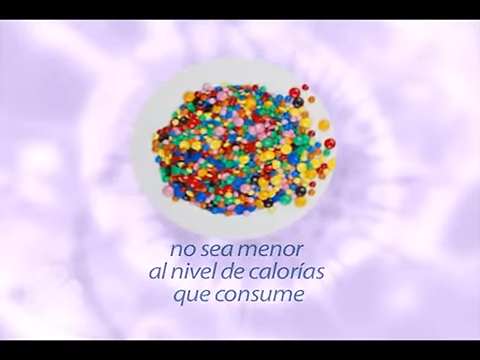 no sea menor
al nivel de calorías
que consume